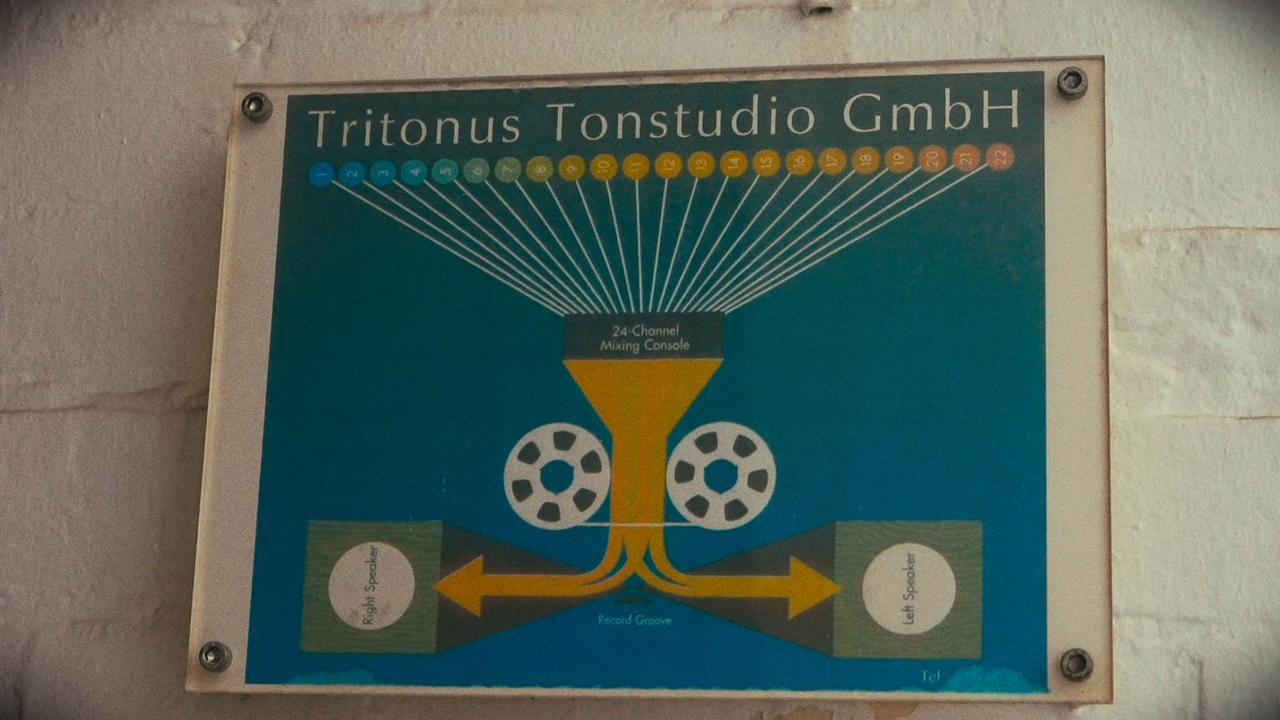 Tritonus Tonstudio GmbH
1 2 3 4 5 6 7 8 9 10 11 12 13 14 15 16 17 18 19 20 21 22
24-Channel
Mixing Console
Right Speaker
Left Speaker
Record Groove
Tel